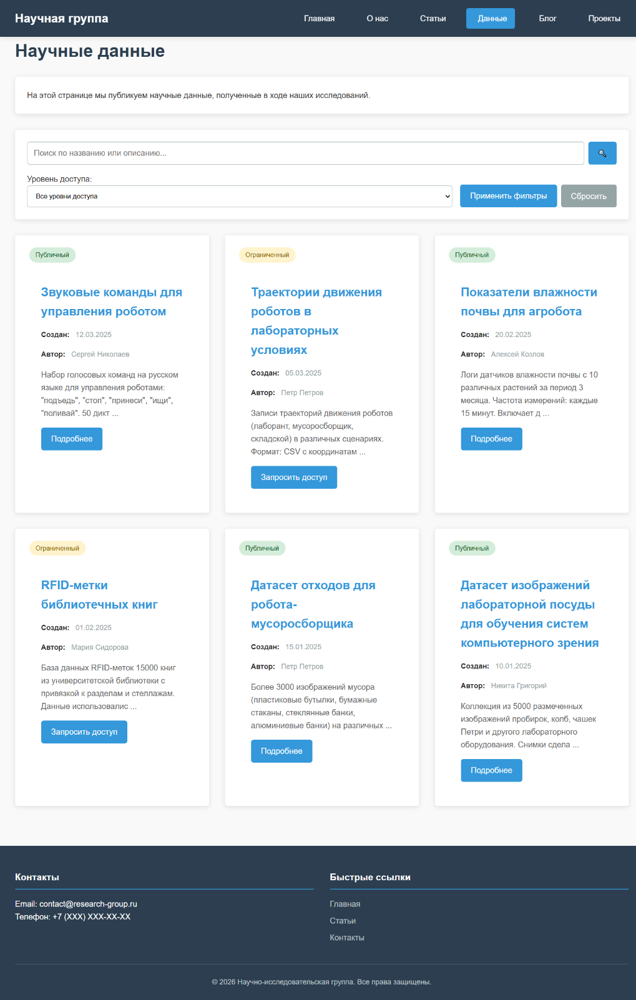 Научная группа
Главная
О нас
Статьи
Данные
Блог
Проекты
Научные данные
На этой странице мы публикуем научные данные, полученные в ходе наших исследований.
Поиск по названию или описанию...
Уровень доступа:
Все уровни доступа
Применить фильтры
Сбросить
Публичный
Звуковые команды для
управления роботом
Создан: 12.03.2025
Автор: Сергей Николаев
Набор голосовых команд на русском
языке для управления роботами:
"подъедь", "стоп", "принеси", "ищи",
"поливай". 50 дикт ...
Подробнее
Ограниченный
Траектории движения
роботов в
лабораторных
условиях
Создан: 05.03.2025
Автор: Петр Петров
Записи траекторий движения роботов
(лаборант, мусоросборщик,
складской) в различных сценариях.
Формат: CSV с координатам ...
Запросить доступ
Публичный
Показатели влажности
почвы для агробота
Создан: 20.02.2025
Автор: Алексей Козлов
Логи датчиков влажности почвы с 10
различных растений за период 3
месяца. Частота измерений: каждые
15 минут. Включает д ...
Подробнее
Ограниченный
RFID-метки
библиотечных книг
Создан: 01.02.2025
Автор: Мария Сидорова
База данных RFID-меток 15000 книг
из университетской библиотеки с
привязкой к разделам и стеллажам.
Данные использовалис ...
Запросить доступ
Публичный
Датасет отходов для
робота-
мусоросборщика
Создан: 15.01.2025
Автор: Петр Петров
Более 3000 изображений мусора
(пластиковые бутылки, бумажные
стаканы, стеклянные банки,
алюминиевые банки) на различных ...
Подробнее
Публичный
Датасет изображений
лабораторной посуды
для обучения систем
компьютерного зрения
Создан: 10.01.2025
Автор: Никита Григорий
Коллекция из 5000 размеченных
изображений пробирок, колб, чашек
Петри и другого лабораторного
оборудования. Снимки сдела ...
Подробнее
Контакты
Email: contact@research-group.ru
Телефон: +7 (XXX) XXX-XX-XX
Быстрые ссылки
Главная
Статьи
Контакты
© 2026 Научно-исследовательская группа. Все права защищены.